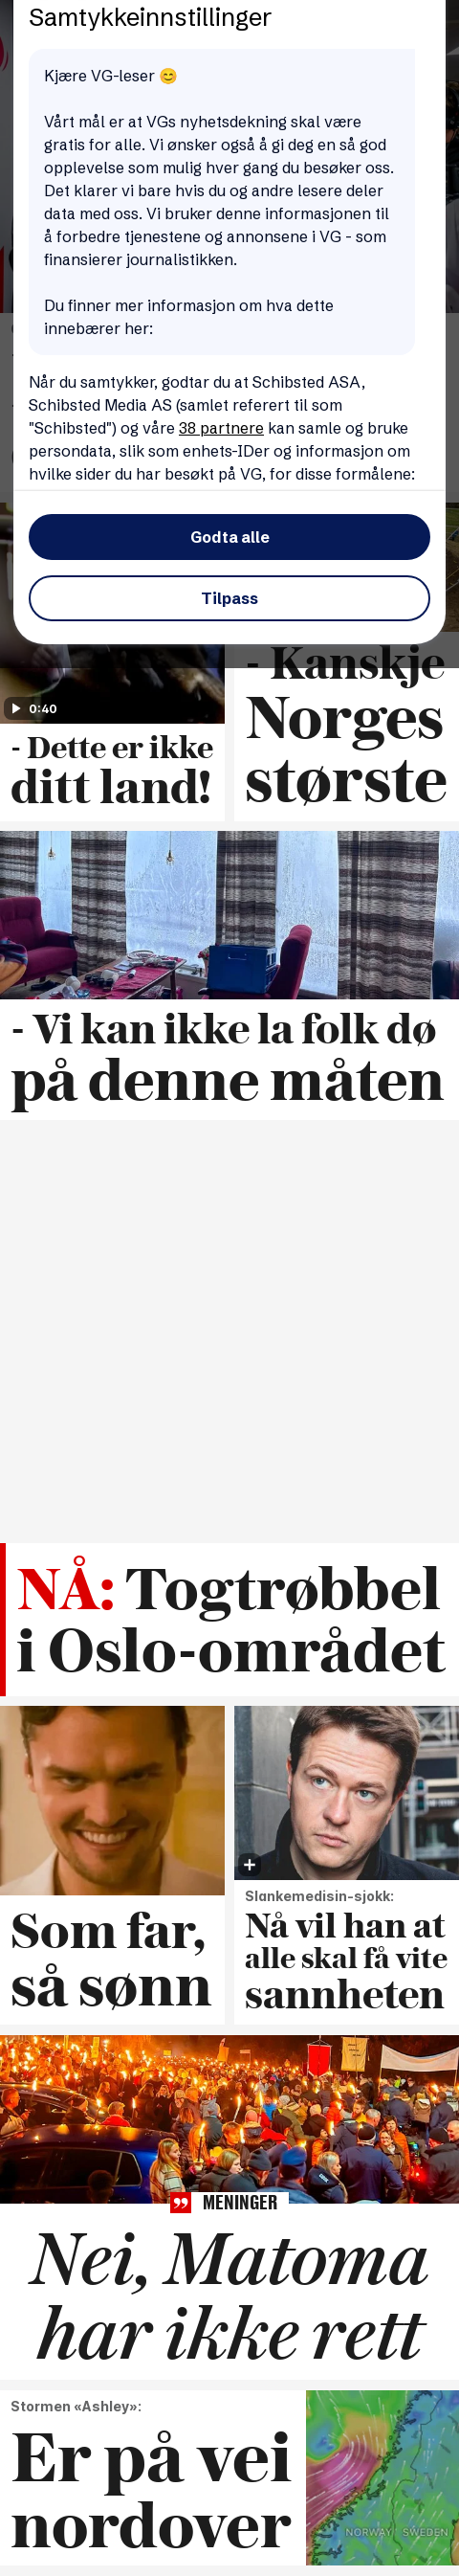 Samtykkeinnstillinger
Kjære VG-leser 😊
Vårt mål er at VGs nyhetsdekning skal være
gratis for alle. Vi ønsker også å gi deg en så god
opplevelse som mulig hver gang du besøker oss.
Det klarer vi bare hvis du og andre lesere deler
data med oss. Vi bruker denne informasjonen til
å forbedre tjenestene og annonsene i VG - som
finansierer journalistikken.
Du finner mer informasjon om hva dette
innebærer her:
Når du samtykker, godtar du at Schibsted ASA,
Schibsted Media AS (samlet referert til som
"Schibsted") og våre 38 partnere kan samle og bruke
persondata, slik som enhets-IDer og informasjon om
hvilke sider du har besøkt på VG, for disse formålene:
Godta alle
Tilpass
0:40
- Dette er ikke
ditt land!
- Kanskje
Norges
største
- Vi kan ikke la folk dø
på denne måten
NÅ: Togtrøbbel
i Oslo-området
Som far,
så sønn
Slankemedisin-sjokk:
Nå vil han at
alle skal få vite
sannheten
MENINGER
Nei, Matoma
har ikke rett
Stormen «Ashley»:
Er på vei
nordover
NORWAY SWEDEN